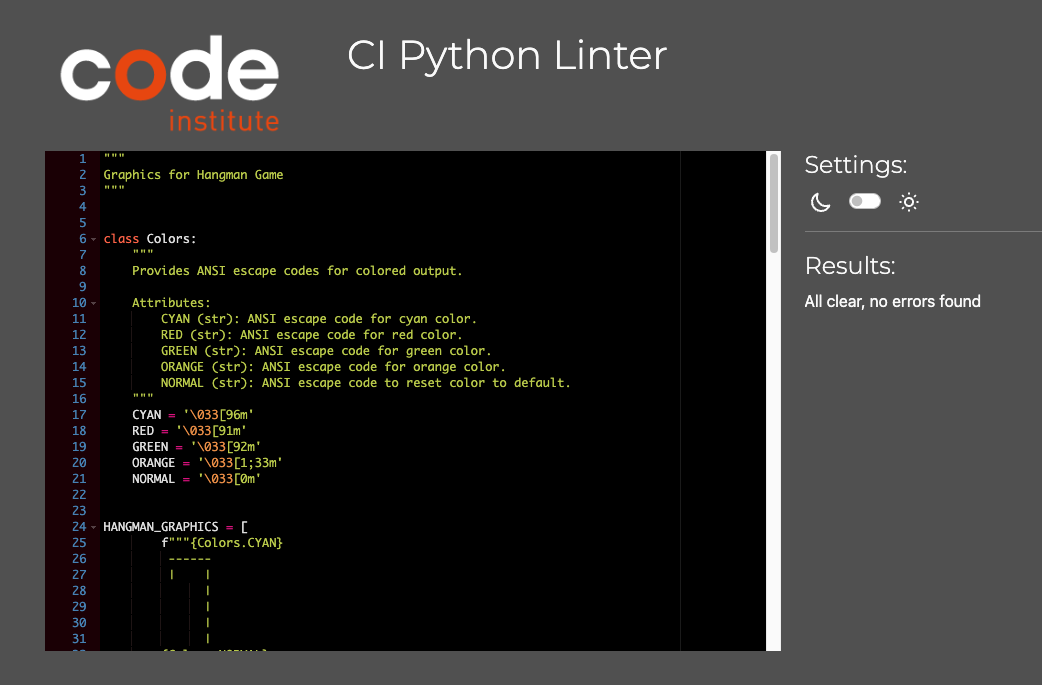 code
institute
CI Python Linter
1 """
2 Graphics for Hangman Game
3 """
4
5
6 class Colors:
7     """
8     Provides ANSI escape codes for colored output.
9
10     Attributes:
11         CYAN (str): ANSI escape code for cyan color.
12         RED (str): ANSI escape code for red color.
13         GREEN (str): ANSI escape code for green color.
14         ORANGE (str): ANSI escape code for orange color.
15         NORMAL (str): ANSI escape code to reset color to default.
16     """
17     CYAN = '\033[96m'
18     RED = '\033[91m'
19     GREEN = '\033[92m'
20     ORANGE = '\033[1;33m'
21     NORMAL = '\033[0m'
22
23
24 HANGMAN_GRAPHICS = [
25         f"""{Colors.CYAN}
26          ------
27          |    |
28               |
29               |
30               |
31               |
Settings:
Results:
All clear, no errors found